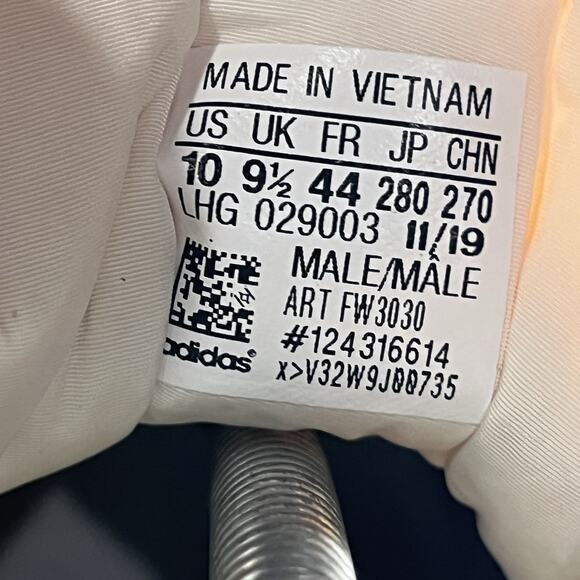 MADE IN VIETNAM
US UK FR JP CHN
10 9½ 44 280 270
LHG 029003 11/19
MALE/MÂLE
ART FW3030
#124316614
x>V32W9J00735
adidas®